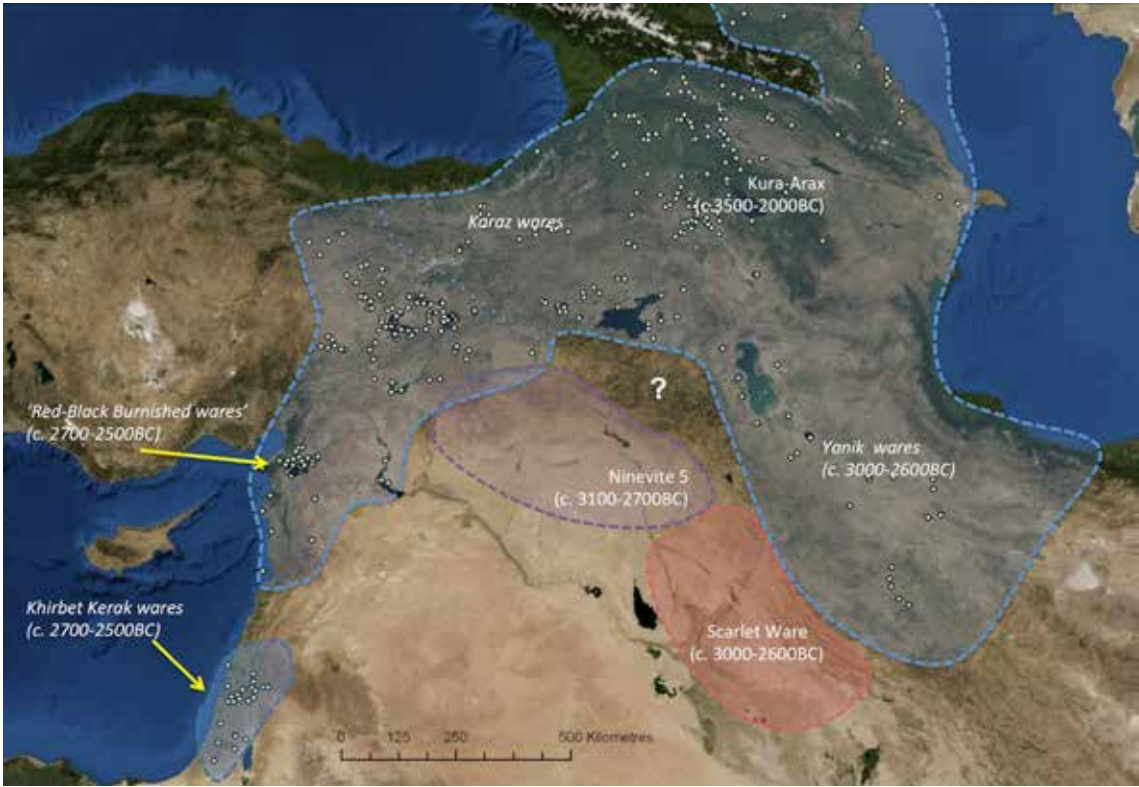 Kura-Arax
(c.3500-2000BC)
Karaz wares
?
'Red-Black Burnished wares'
(c. 2700-2500BC)
Yanik wares
(c. 3000-2600BC)
Ninevite 5
(c. 3100-2700BC)
Khirbet Kerak wares
(c. 2700-2500BC)
Scarlet Ware
(c. 3000-2600BC)
0 125 250 500 Kilometres